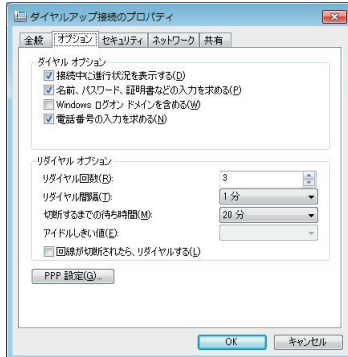 ダイヤルアップ接続のプロパティ
全般 オプション セキュリティ ネットワーク 共有
ダイヤル オプション
接続中に進行状況を表示する(D)
名前、パスワード、証明書などの入力を求める(P)
Windows ログオン ドメインを含める(W)
電話番号の入力を求める(N)
リダイヤル オプション
リダイヤル回数(R): 3
リダイヤル間隔(T): 1 分
切断するまでの待ち時間(M): 20 分
アイドルしきい値(E):
回線が切断されたら、リダイヤルする(L)
PPP 設定(G)...
OK キャンセル